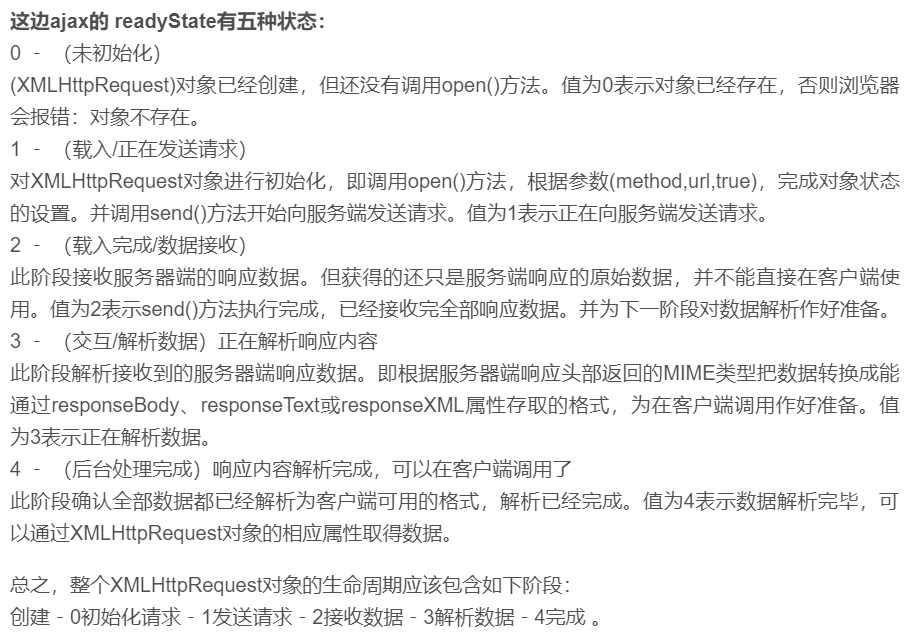 这边ajax的 readyState有五种状态：
0 - （未初始化）
(XMLHttpRequest)对象已经创建，但还没有调用open()方法。值为0表示对象已经存在，否则浏览器
会报错：对象不存在。
1 - （载入/正在发送请求）
对XMLHttpRequest对象进行初始化，即调用open()方法，根据参数(method,url,true)，完成对象状态
的设置。并调用send()方法开始向服务端发送请求。值为1表示正在向服务端发送请求。
2 - （载入完成/数据接收）
此阶段接收服务器端的响应数据。但获得的还只是服务端响应的原始数据，并不能直接在客户端使
用。值为2表示send()方法执行完成，已经接收完全部响应数据。并为下一阶段对数据解析作好准备。
3 - （交互/解析数据）正在解析响应内容
此阶段解析接收到的服务器端响应数据。即根据服务器端响应头部返回的MIME类型把数据转换成能
通过responseBody、responseText或responseXML属性存取的格式，为在客户端调用作好准备。值
为3表示正在解析数据。
4 - （后台处理完成）响应内容解析完成，可以在客户端调用了
此阶段确认全部数据都已经解析为客户端可用的格式，解析已经完成。值为4表示数据解析完毕，可
以通过XMLHttpRequest对象的相应属性取得数据。
总之，整个XMLHttpRequest对象的生命周期应该包含如下阶段：
创建 - 0初始化请求 - 1发送请求 - 2接收数据 - 3解析数据 - 4完成 。